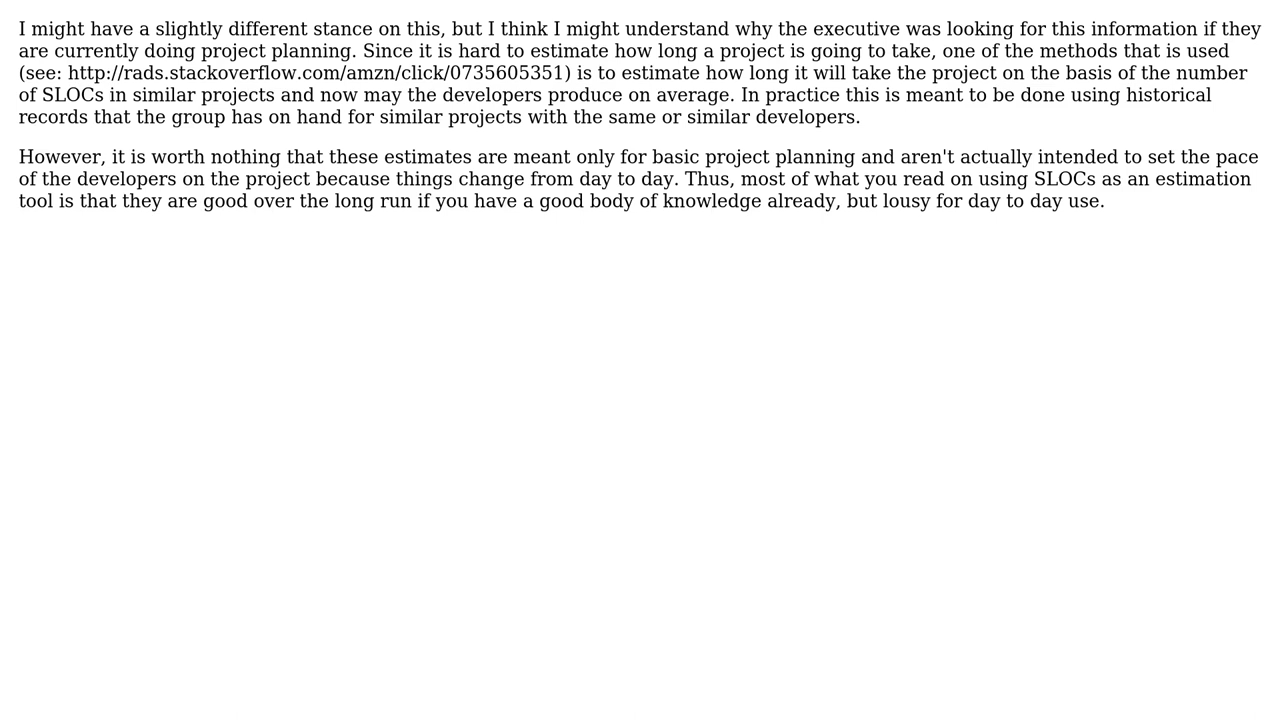 I might have a slightly different stance on this, but I think I might understand why the executive was looking for this information if they
are currently doing project planning. Since it is hard to estimate how long a project is going to take, one of the methods that is used
(see: http://rads.stackoverflow.com/amzn/click/0735605351) is to estimate how long it will take the project on the basis of the number
of SLOCs in similar projects and now may the developers produce on average. In practice this is meant to be done using historical
records that the group has on hand for similar projects with the same or similar developers.
However, it is worth nothing that these estimates are meant only for basic project planning and aren't actually intended to set the pace
of the developers on the project because things change from day to day. Thus, most of what you read on using SLOCs as an estimation
tool is that they are good over the long run if you have a good body of knowledge already, but lousy for day to day use.